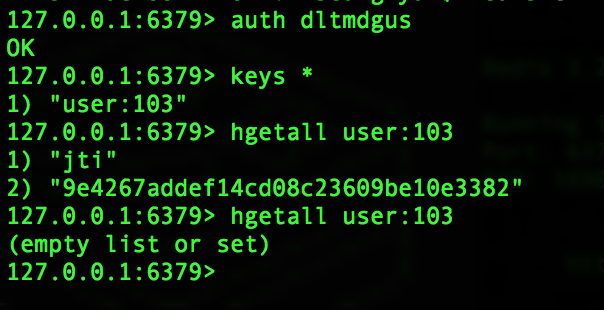 127.0.0.1:6379> auth dltmdgus
OK
127.0.0.1:6379> keys *
1) "user:103"
127.0.0.1:6379> hgetall user:103
1) "jti"
2) "9e4267addef14cd08c23609be10e3382"
127.0.0.1:6379> hgetall user:103
(empty list or set)
127.0.0.1:6379>